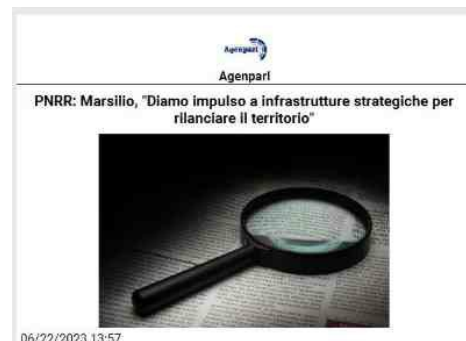 Agenparl
Agenparl
PNRR: Marsilio, "Diamo impulso a infrastrutture strategiche per
rilanciare il territorio"
06/22/2023 13:57